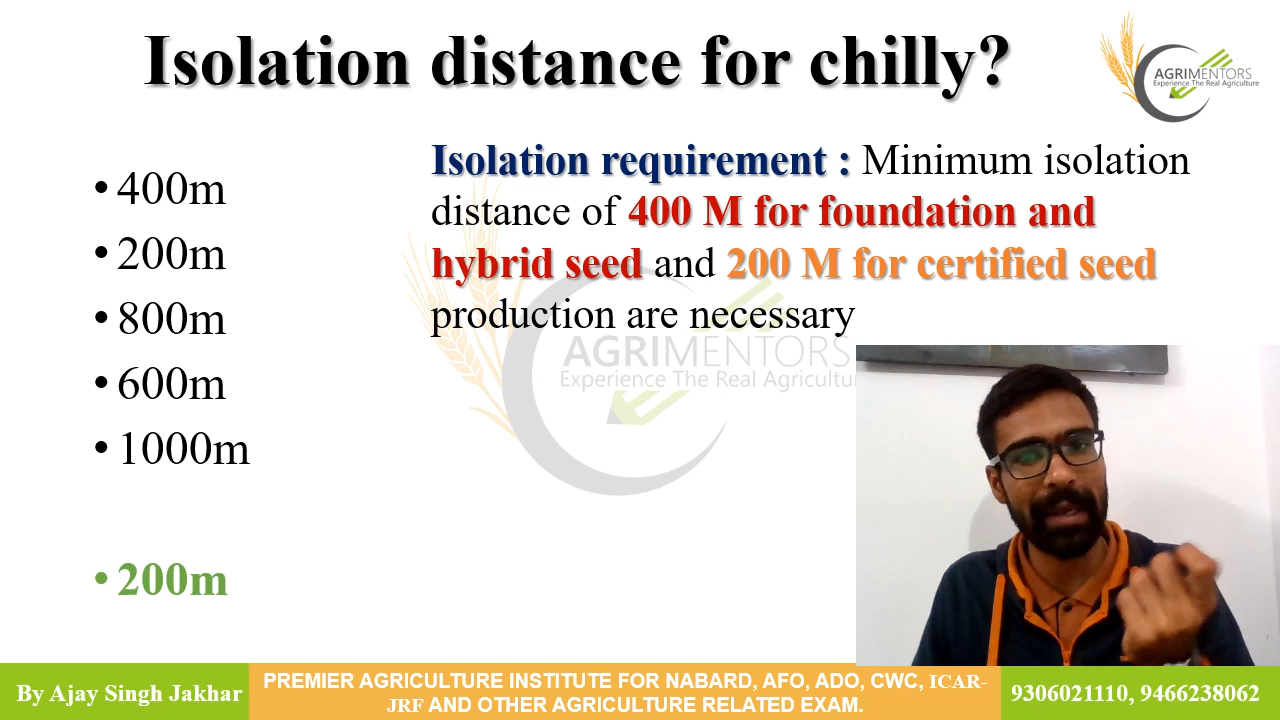 Isolation distance for chilly?
AGRIMENTORS
Experience The Real Agriculture
• 400m
• 200m
• 800m
• 600m
• 1000m
• 200m
Isolation requirement : Minimum isolation
distance of 400 M for foundation and
hybrid seed and 200 M for certified seed
production are necessary
AGRIMENTORS
Experience The Real Agricultu
By Ajay Singh Jakhar
PREMIER AGRICULTURE INSTITUTE FOR NABARD, AFO, ADO, CWC, ICAR-
JRF AND OTHER AGRICULTURE RELATED EXAM.
9306021110, 9466238062